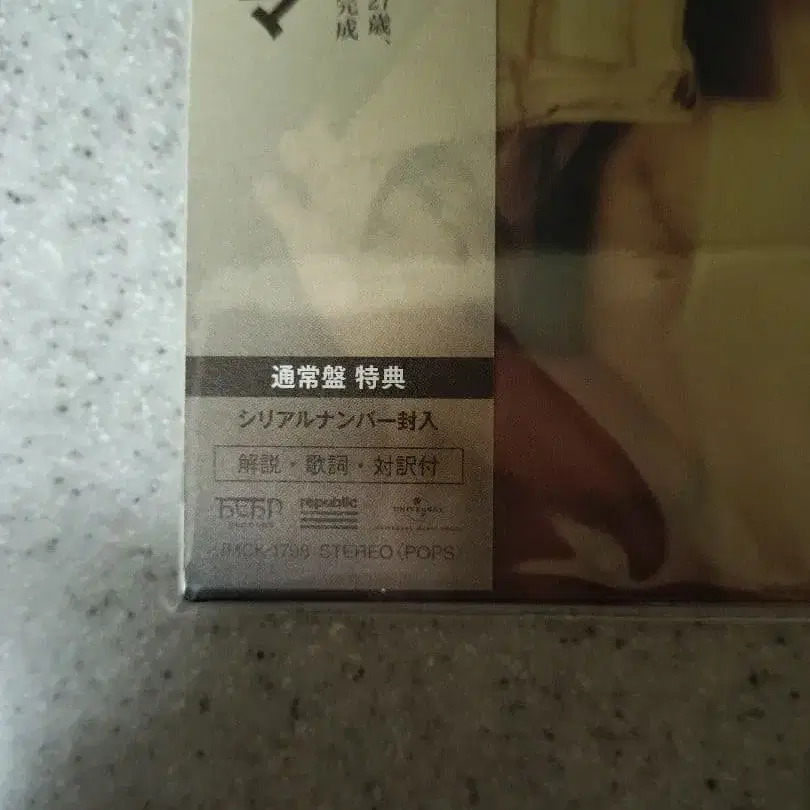 27歳、
完成
通常盤 特典
シリアルナンバー封入
解説・歌詞・対訳付
republic
UNIVERSAL
STEREO (POPS)